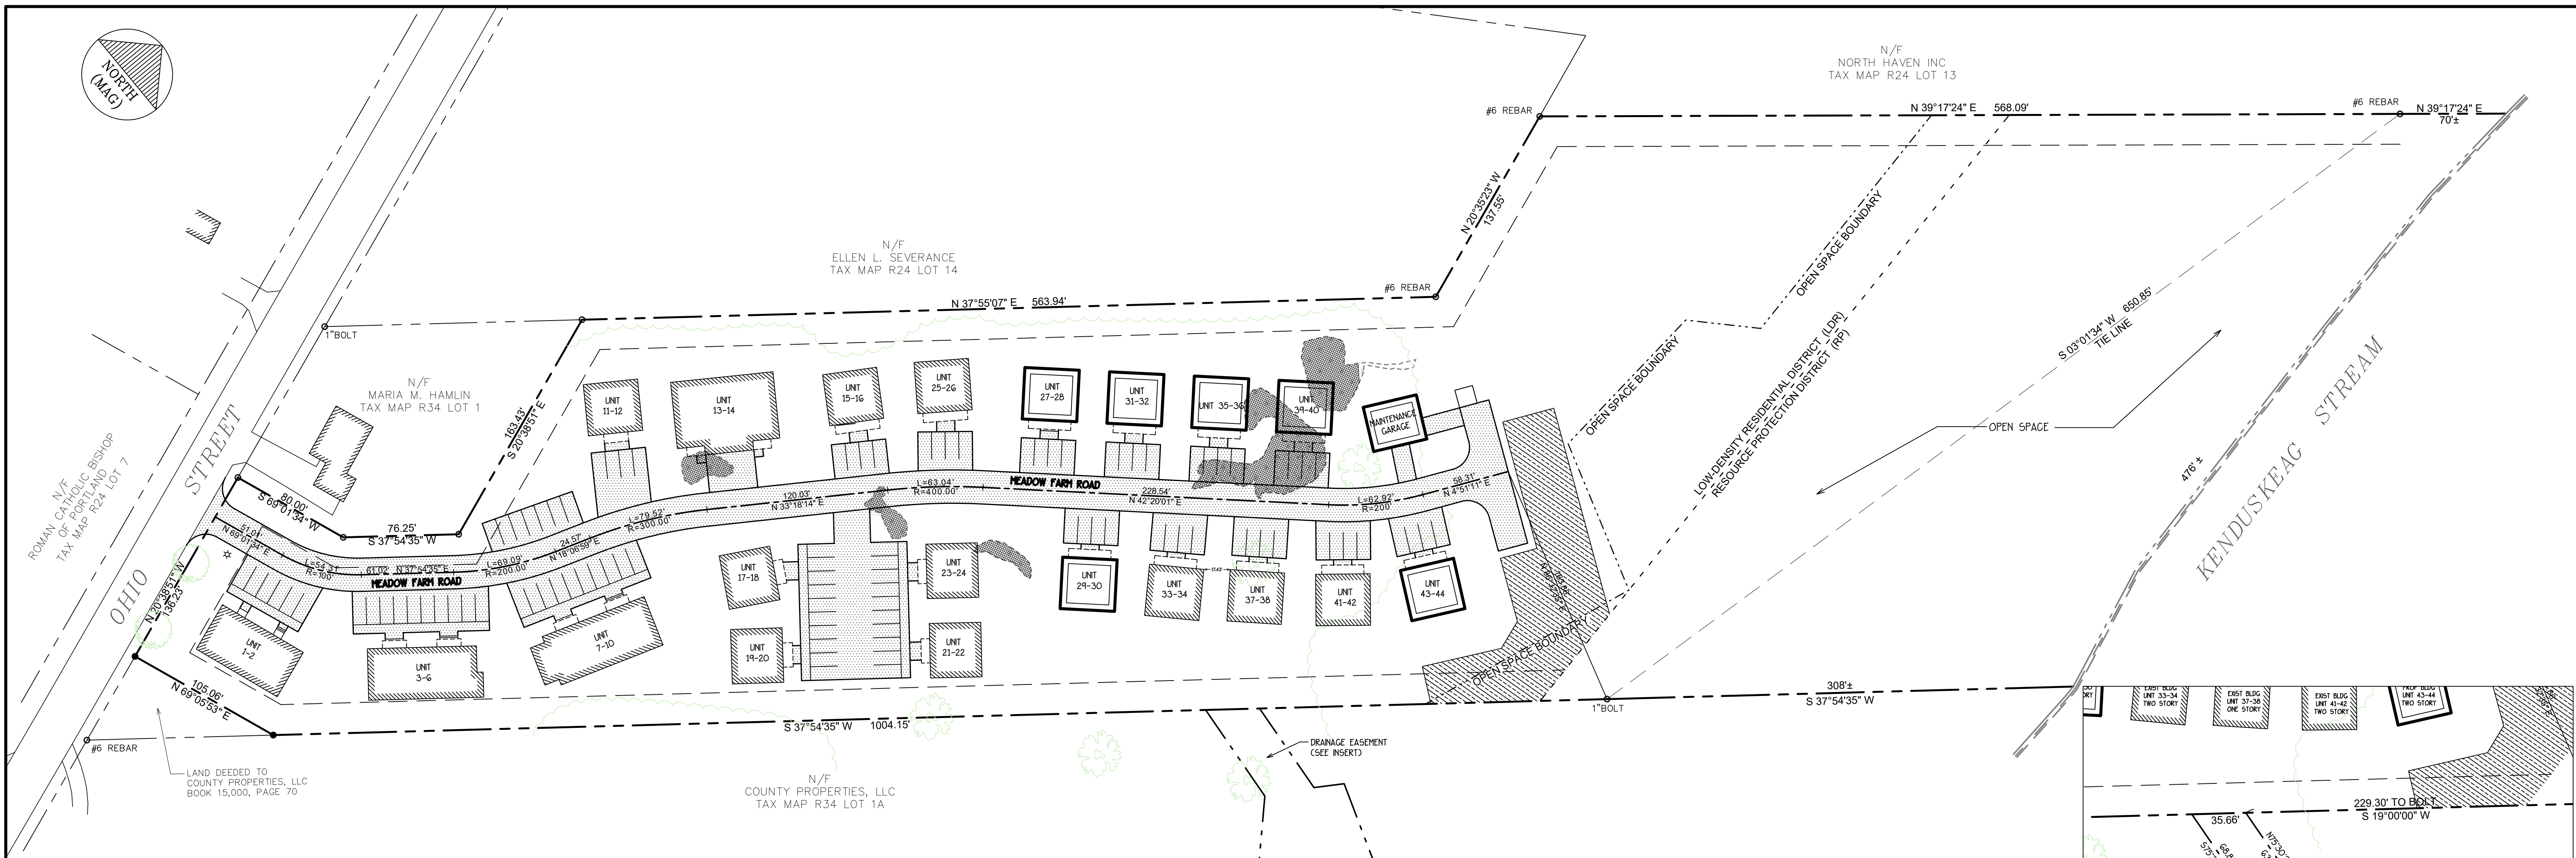 NORTH
(MAG)
N/F
ROMAN CATHOLIC BISHOP
OF PORTLAND
TAX MAP R24 LOT 7
OHIO STREET
1"BOLT
N/F
MARIA M. HAMLIN
TAX MAP R34 LOT 1
N/F
ELLEN L. SEVERANCE
TAX MAP R24 LOT 14
N/F
NORTH HAVEN INC
TAX MAP R24 LOT 13
#6 REBAR
N 39°17'24" E 568.09'
#6 REBAR
N 39°17'24" E
70'±
N 20°35'23" W
137.55'
#6 REBAR
N 37°55'07" E 563.94'
163.43'
S 20°38'51" E
80.00'
S 69°01'34" W
76.25'
S 37°54'35" W
N 20°38'51" W
136.23'
105.06'
N 69°05'53" E
#6 REBAR
LAND DEEDED TO
COUNTY PROPERTIES, LLC
BOOK 15,000, PAGE 70
51.01'
N 69°01'34" E
L=54.31'
R=100'
61.02' N 37°54'35" E
MEADOW FARM ROAD
L=69.09'
R=200.00'
24.57'
N 18°06'59" E
L=79.52'
R=300.00'
120.03'
N 33°18'14" E
L=63.04'
R=400.00'
MEADOW FARM ROAD
228.54'
N 42°20'01" E
L=62.92'
R=200'
58.31'
N 4°51'11" E
UNIT
1-2
UNIT
3-6
UNIT
7-10
UNIT
11-12
UNIT
13-14
UNIT
15-16
UNIT
25-26
UNIT
27-28
UNIT
31-32
UNIT 35-36
UNIT
39-40
MAINTENANCE
GARAGE
UNIT
17-18
UNIT
19-20
UNIT
23-24
UNIT
21-22
UNIT
29-30
UNIT
33-34
UNIT
37-38
UNIT
41-42
UNIT
43-44
OPEN SPACE BOUNDARY
OPEN SPACE BOUNDARY
OPEN SPACE BOUNDARY
LOW-DENSITY RESIDENTIAL DISTRICT (LDR)
RESOURCE PROTECTION DISTRICT (RP)
S 03°01'34" W 650.85'
TIE LINE
OPEN SPACE
476'±
KENDUSKEAG STREAM
S 37°54'35" W 1004.15'
1"BOLT
308'±
S 37°54'35" W
DRAINAGE EASEMENT
(SEE INSERT)
N/F
COUNTY PROPERTIES, LLC
TAX MAP R34 LOT 1A
EXIST BLDG
UNIT 33-34
TWO STORY
EXIST BLDG
UNIT 37-38
ONE STORY
EXIST BLDG
UNIT 41-42
TWO STORY
PROP BLDG
UNIT 43-44
TWO STORY
229.30' TO BOLT
S 19°00'00" W
35.66'